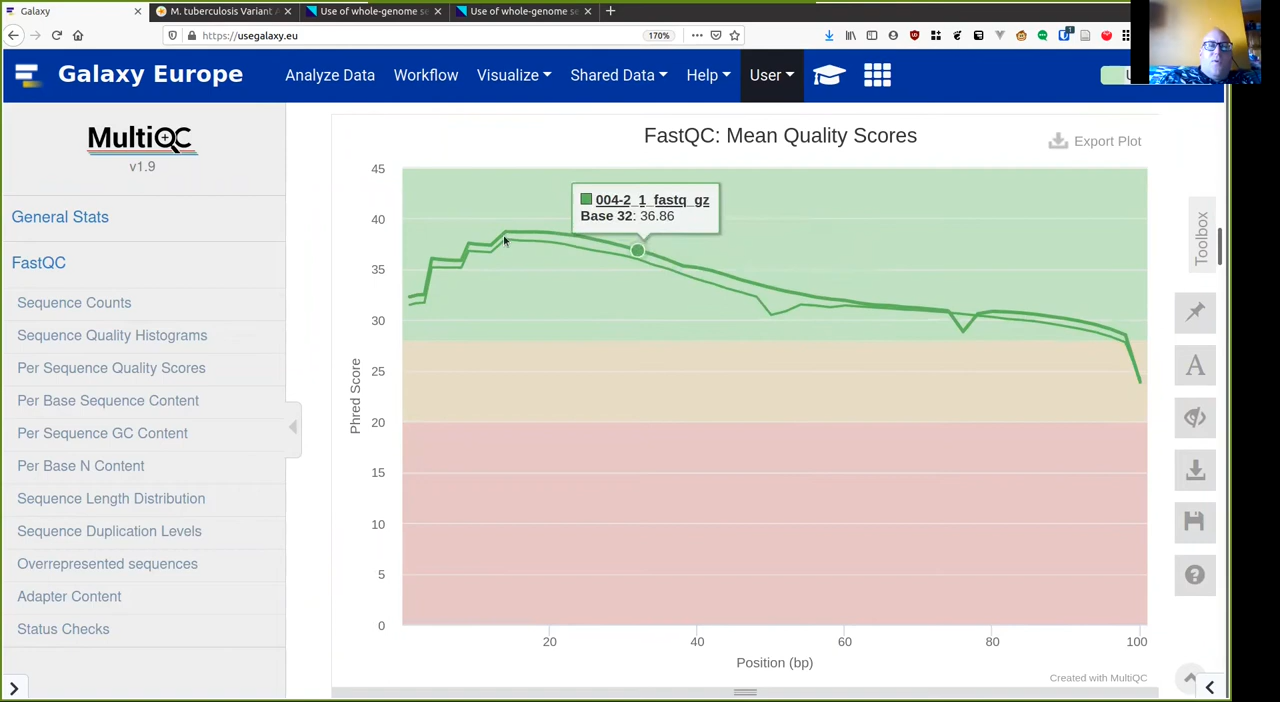 Galaxy
M. tuberculosis Variant A
Use of whole-genome se
Use of whole-genome se
https://usegalaxy.eu
170%
Galaxy Europe
Analyze Data
Workflow
Visualize
Shared Data
Help
User
U
MultiQC
v1.9
General Stats
FastQC
Sequence Counts
Sequence Quality Histograms
Per Sequence Quality Scores
Per Base Sequence Content
Per Sequence GC Content
Per Base N Content
Sequence Length Distribution
Sequence Duplication Levels
Overrepresented sequences
Adapter Content
Status Checks
FastQC: Mean Quality Scores
Export Plot
004-2_1_fastq_gz
Base 32: 36.86
Phred Score
45
40
35
30
25
20
15
10
5
0
20
40
60
80
100
Position (bp)
Created with MultiQC
Toolbox
A